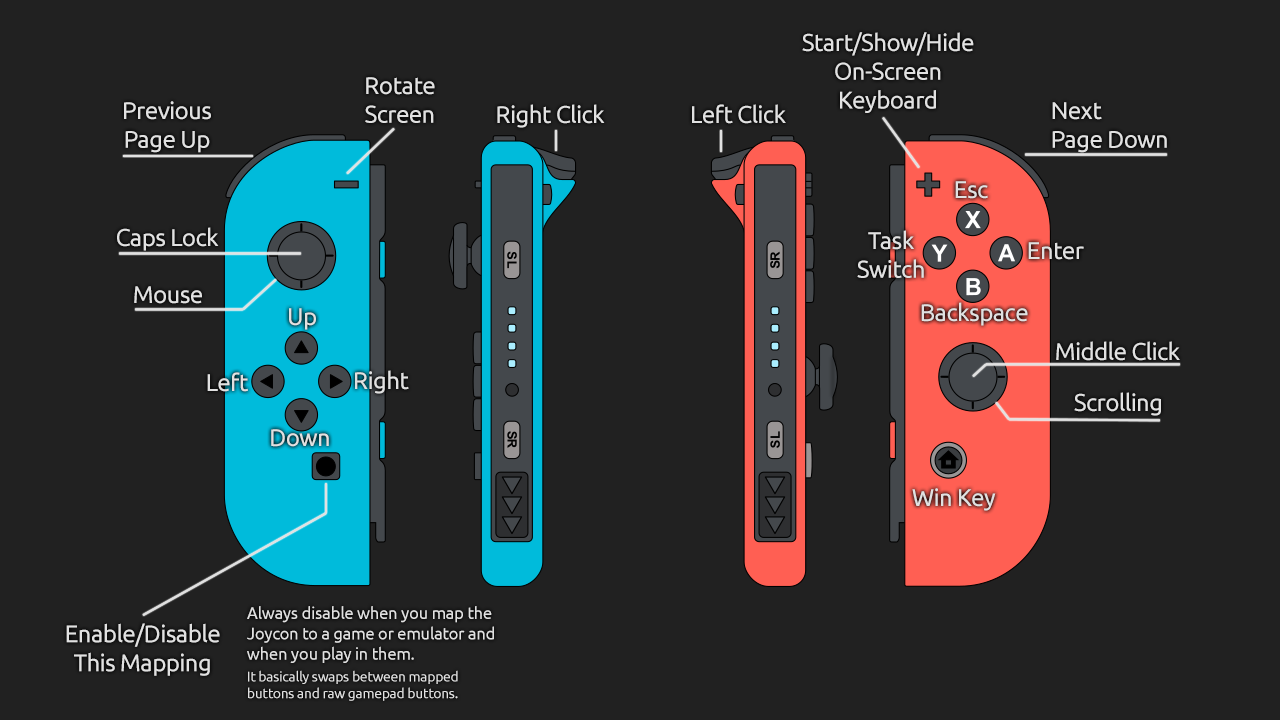 Start/Show/Hide
On-Screen
Keyboard
Rotate
Screen
Previous
Page Up
Right Click
Left Click
Next
Page Down
Esc
X
Caps Lock
Mouse
SL
SR
Task
Switch
Y
A
Enter
B
Backspace
Up
Left
Right
Down
Middle Click
Scrolling
SR
SL
Win Key
Enable/Disable
This Mapping
Always disable when you map the
Joycon to a game or emulator and
when you play in them.
It basically swaps between mapped
buttons and raw gamepad buttons.